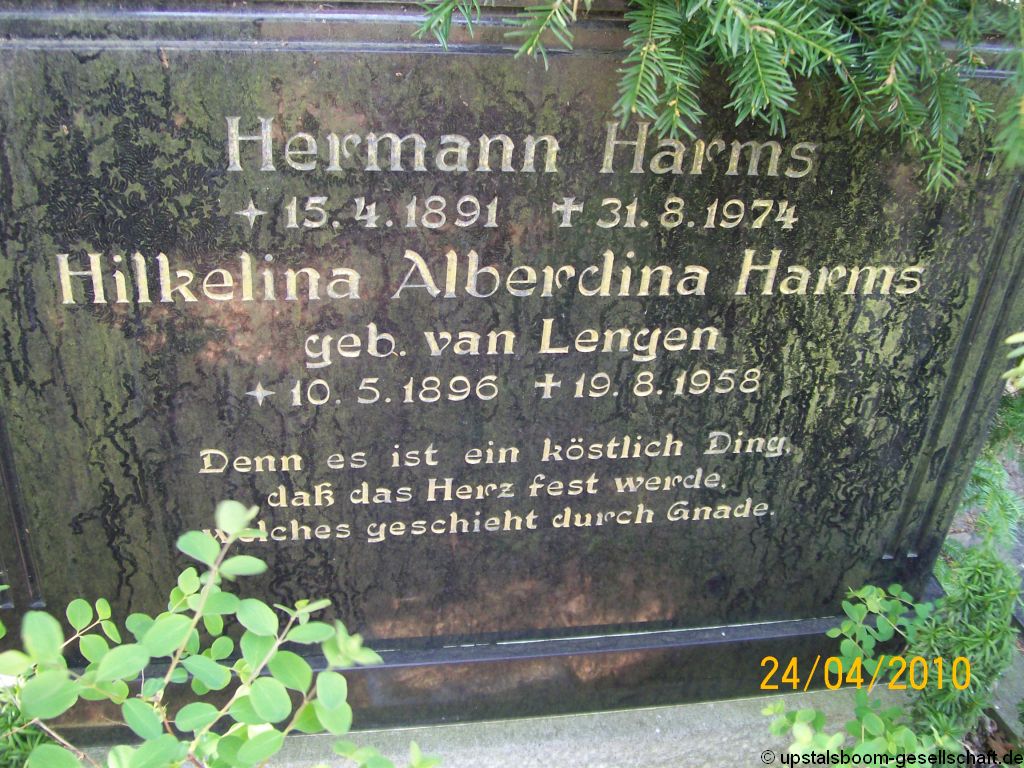 Hermann Harms
✦ 15. 4. 1891 ✝ 31. 8. 1974
Hilkelina Alberdina Harms
geb. van Lengen
✦ 10. 5. 1896 ✝ 19. 8. 1958
Denn es ist ein köstlich Ding,
daß das Herz fest werde,
welches geschieht durch Gnade.
24/04/2010
© upstalsboom-gesellschaft.de